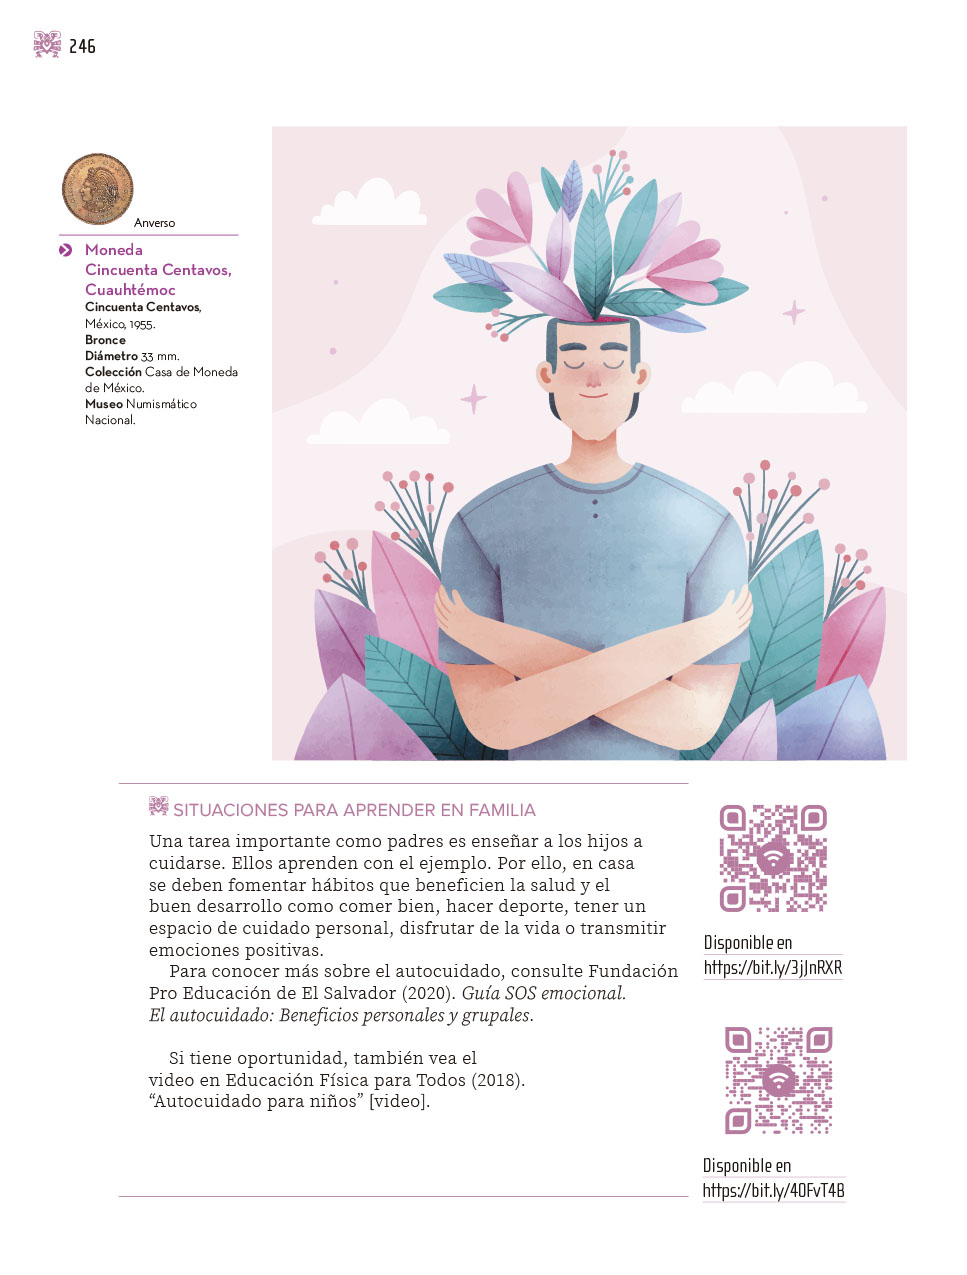 246
Anverso
Moneda
Cincuenta Centavos,
Cuauhtémoc
Cincuenta Centavos,
México, 1955.
Bronce
Diámetro 33 mm.
Colección Casa de Moneda
de México.
Museo Numismático
Nacional.
SITUACIONES PARA APRENDER EN FAMILIA
Una tarea importante como padres es enseñar a los hijos a
cuidarse. Ellos aprenden con el ejemplo. Por ello, en casa
se deben fomentar hábitos que beneficien la salud y el
buen desarrollo como comer bien, hacer deporte, tener un
espacio de cuidado personal, disfrutar de la vida o transmitir
emociones positivas.
Para conocer más sobre el autocuidado, consulte Fundación
Pro Educación de El Salvador (2020). Guía SOS emocional.
El autocuidado: Beneficios personales y grupales.
Si tiene oportunidad, también vea el
video en Educación Física para Todos (2018).
“Autocuidado para niños” [video].
Disponible en
https://bit.ly/3jJnRXR
Disponible en
https://bit.ly/40FvT4B